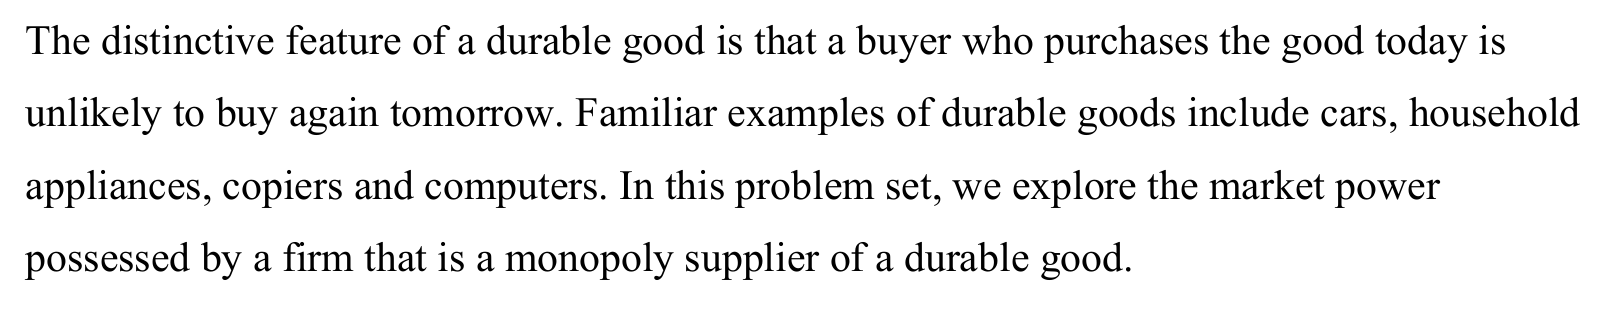 The distinctive feature of a durable good is that a buyer who purchases the good today is
unlikely to buy again tomorrow. Familiar examples of durable goods include cars, household
appliances, copiers and computers. In this problem set, we explore the market power
possessed by a firm that is a monopoly supplier of a durable good.